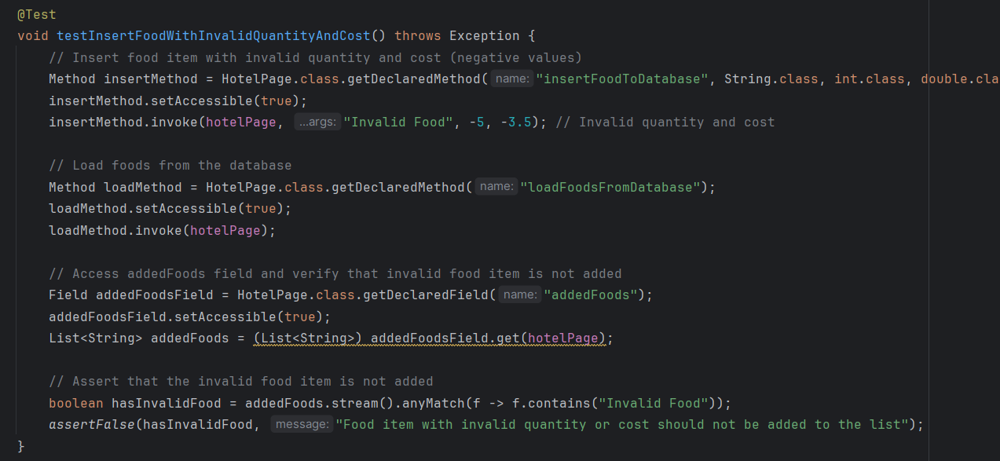 @Test
void testInsertFoodWithInvalidQuantityAndCost() throws Exception {
    // Insert food item with invalid quantity and cost (negative values)
    Method insertMethod = HotelPage.class.getDeclaredMethod( name: "insertFoodToDatabase", String.class, int.class, double.cla
    insertMethod.setAccessible(true);
    insertMethod.invoke(hotelPage, ...args: "Invalid Food", -5, -3.5); // Invalid quantity and cost
    // Load foods from the database
    Method loadMethod = HotelPage.class.getDeclaredMethod( name: "loadFoodsFromDatabase");
    loadMethod.setAccessible(true);
    loadMethod.invoke(hotelPage);
    // Access addedFoods field and verify that invalid food item is not added
    Field addedFoodsField = HotelPage.class.getDeclaredField( name: "addedFoods");
    addedFoodsField.setAccessible(true);
    List<String> addedFoods = (List<String>) addedFoodsField.get(hotelPage);
    // Assert that the invalid food item is not added
    boolean hasInvalidFood = addedFoods.stream().anyMatch(f -> f.contains("Invalid Food"));
    assertFalse(hasInvalidFood, message: "Food item with invalid quantity or cost should not be added to the list");
}